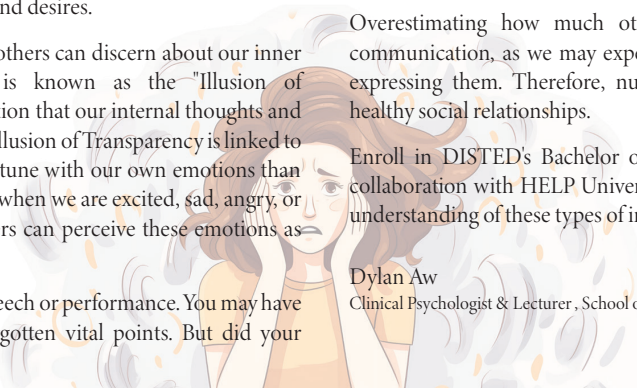 nd desires.
others can discern about our inner
is known as the "Illusion of
tion that our internal thoughts and
llusion of Transparency is linked to
tune with our own emotions than
when we are excited, sad, angry, or
ers can perceive these emotions as
eech or performance. You may have
gotten vital points. But did your
Overestimating how much ot
communication, as we may expe
expressing them. Therefore, nu
healthy social relationships.
Enroll in DISTED's Bachelor o
collaboration with HELP Univer
understanding of these types of i
Dylan Aw
Clinical Psychologist & Lecturer , School o